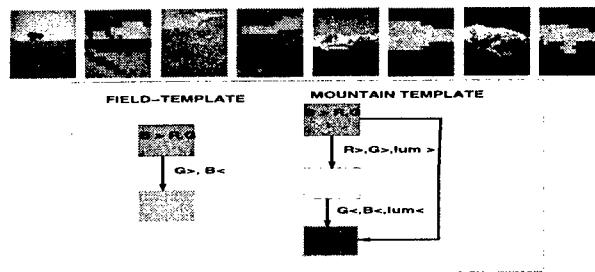 FIELD-TEMPLATE
MOUNTAIN TEMPLATE
B > R,G
B > R,G
R>,G>,lum >
G>, B<
G<,B<,lum<